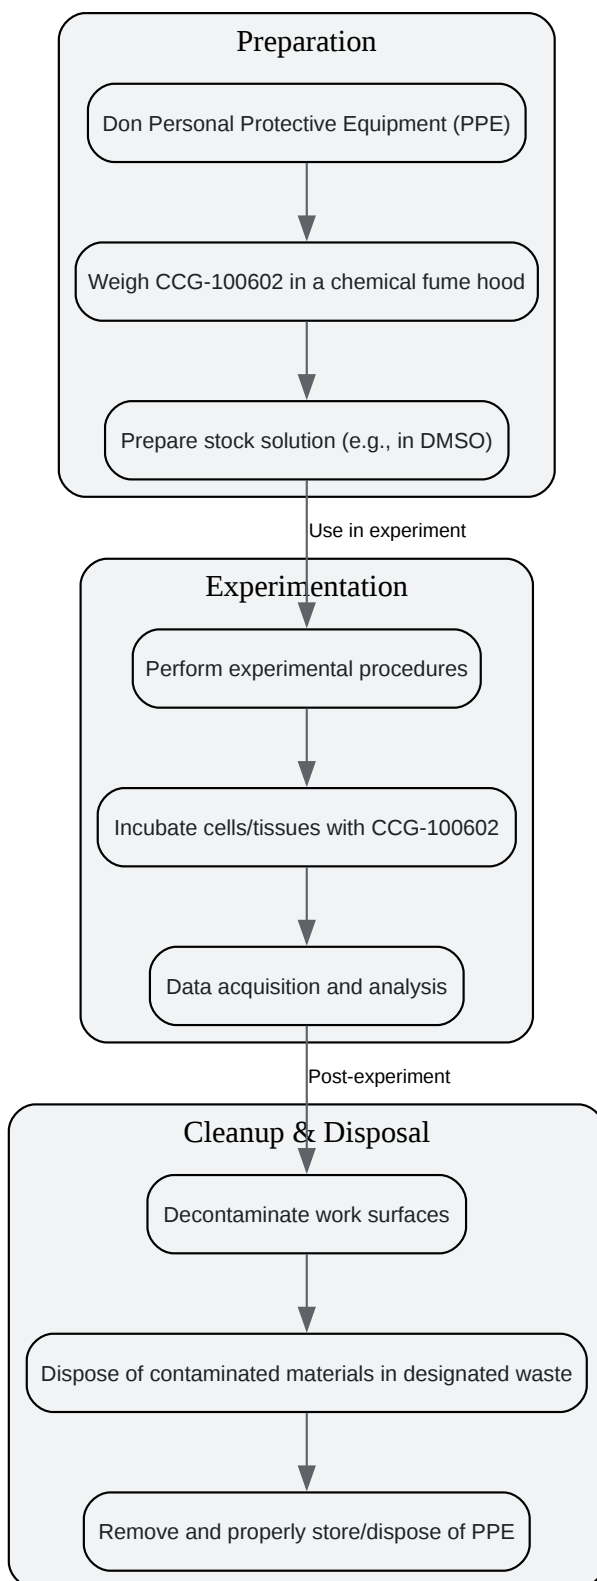 Preparation
Don Personal Protective Equipment (PPE)
Weigh CCG-100602 in a chemical fume hood
Prepare stock solution (e.g., in DMSO)
Use in experiment
Experimentation
Perform experimental procedures
Incubate cells/tissues with CCG-100602
Data acquisition and analysis
Post-experiment
Cleanup & Disposal
Decontaminate work surfaces
Dispose of contaminated materials in designated waste
Remove and properly store/dispose of PPE